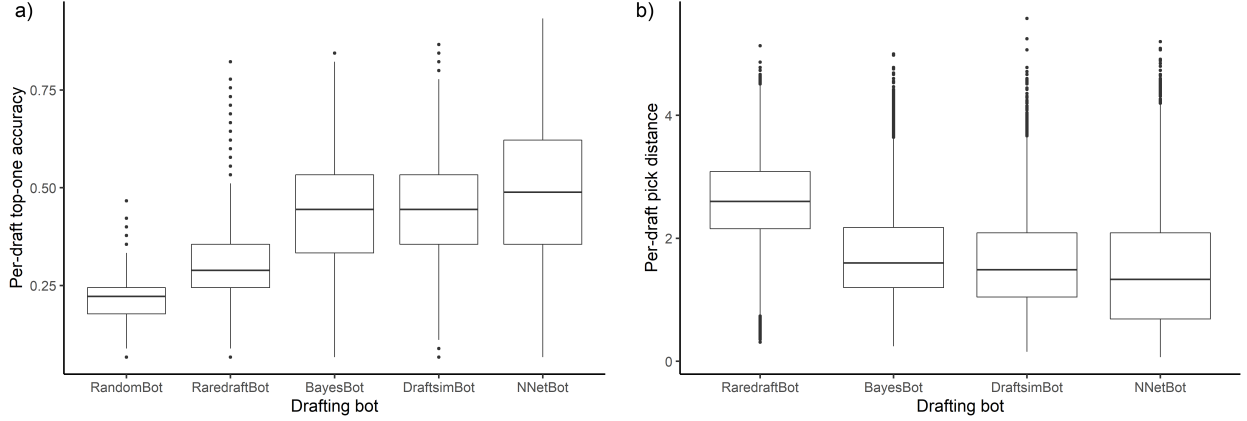 a)
Per-draft top-one accuracy
0.75
0.50
0.25
RandomBot RaredraftBot BayesBot DraftsimBot NNetBot
Drafting bot
b)
Per-draft pick distance
4
2
0
RaredraftBot BayesBot DraftsimBot NNetBot
Drafting bot